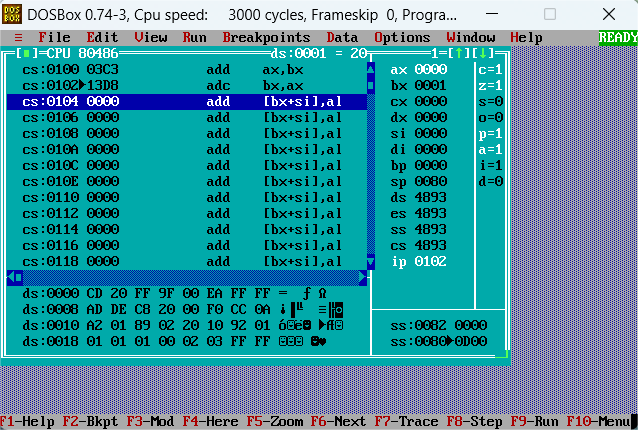 DOSBox 0.74-3, Cpu speed: 3000 cycles, Frameskip 0, Progra...
≡ File Edit View Run Breakpoints Data Options Window Help READY
[■]=CPU 80486 ds:0001 = 20 1=[↑][↓]
cs:0100 03C3 add ax,bx ax 0000 c=1
cs:0102►13D8 adc bx,ax bx 0001 z=1
cs:0104 0000 add [bx+si],al cx 0000 s=0
cs:0106 0000 add [bx+si],al dx 0000 o=0
cs:0108 0000 add [bx+si],al si 0000 p=1
cs:010A 0000 add [bx+si],al di 0000 a=1
cs:010C 0000 add [bx+si],al bp 0000 i=1
cs:010E 0000 add [bx+si],al sp 0080 d=0
cs:0110 0000 add [bx+si],al ds 4893
cs:0112 0000 add [bx+si],al es 4893
cs:0114 0000 add [bx+si],al ss 4893
cs:0116 0000 add [bx+si],al cs 4893
cs:0118 0000 add [bx+si],al ip 0102
ds:0000 CD 20 FF 9F 00 EA FF FF = ƒ Ω
ds:0008 AD DE C8 20 00 F0 CC 0A
ds:0010 A2 01 89 02 20 10 92 01
ds:0018 01 01 01 00 02 03 FF FF
ss:0082 0000
ss:0080►0D00
F1-Help F2-Bkpt F3-Mod F4-Here F5-Zoom F6-Next F7-Trace F8-Step F9-Run F10-Menu